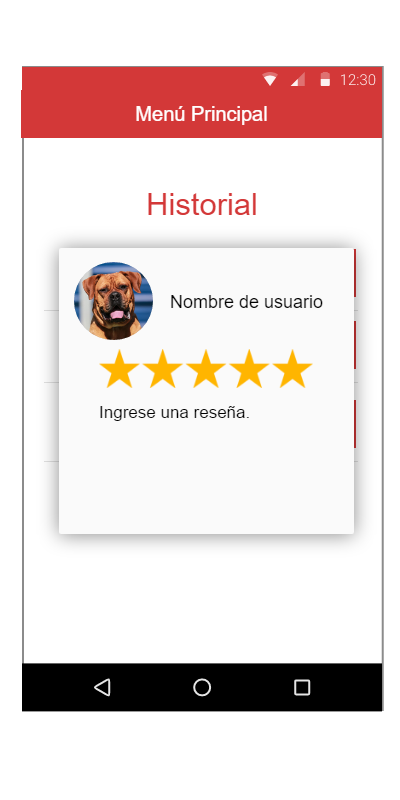 12:30
Menú Principal
Historial
Nombre de usuario
Ingrese una reseña.